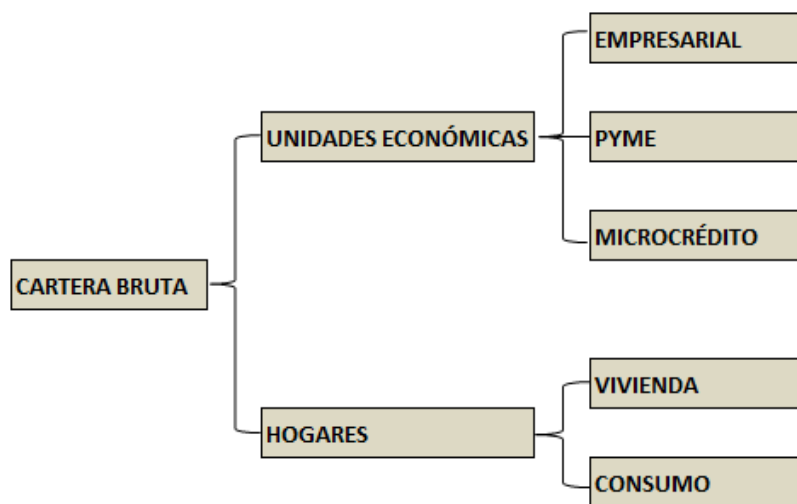 CARTERA BRUTA
UNIDADES ECONÓMICAS
EMPRESARIAL
PYME
MICROCRÉDITO
HOGARES
VIVIENDA
CONSUMO